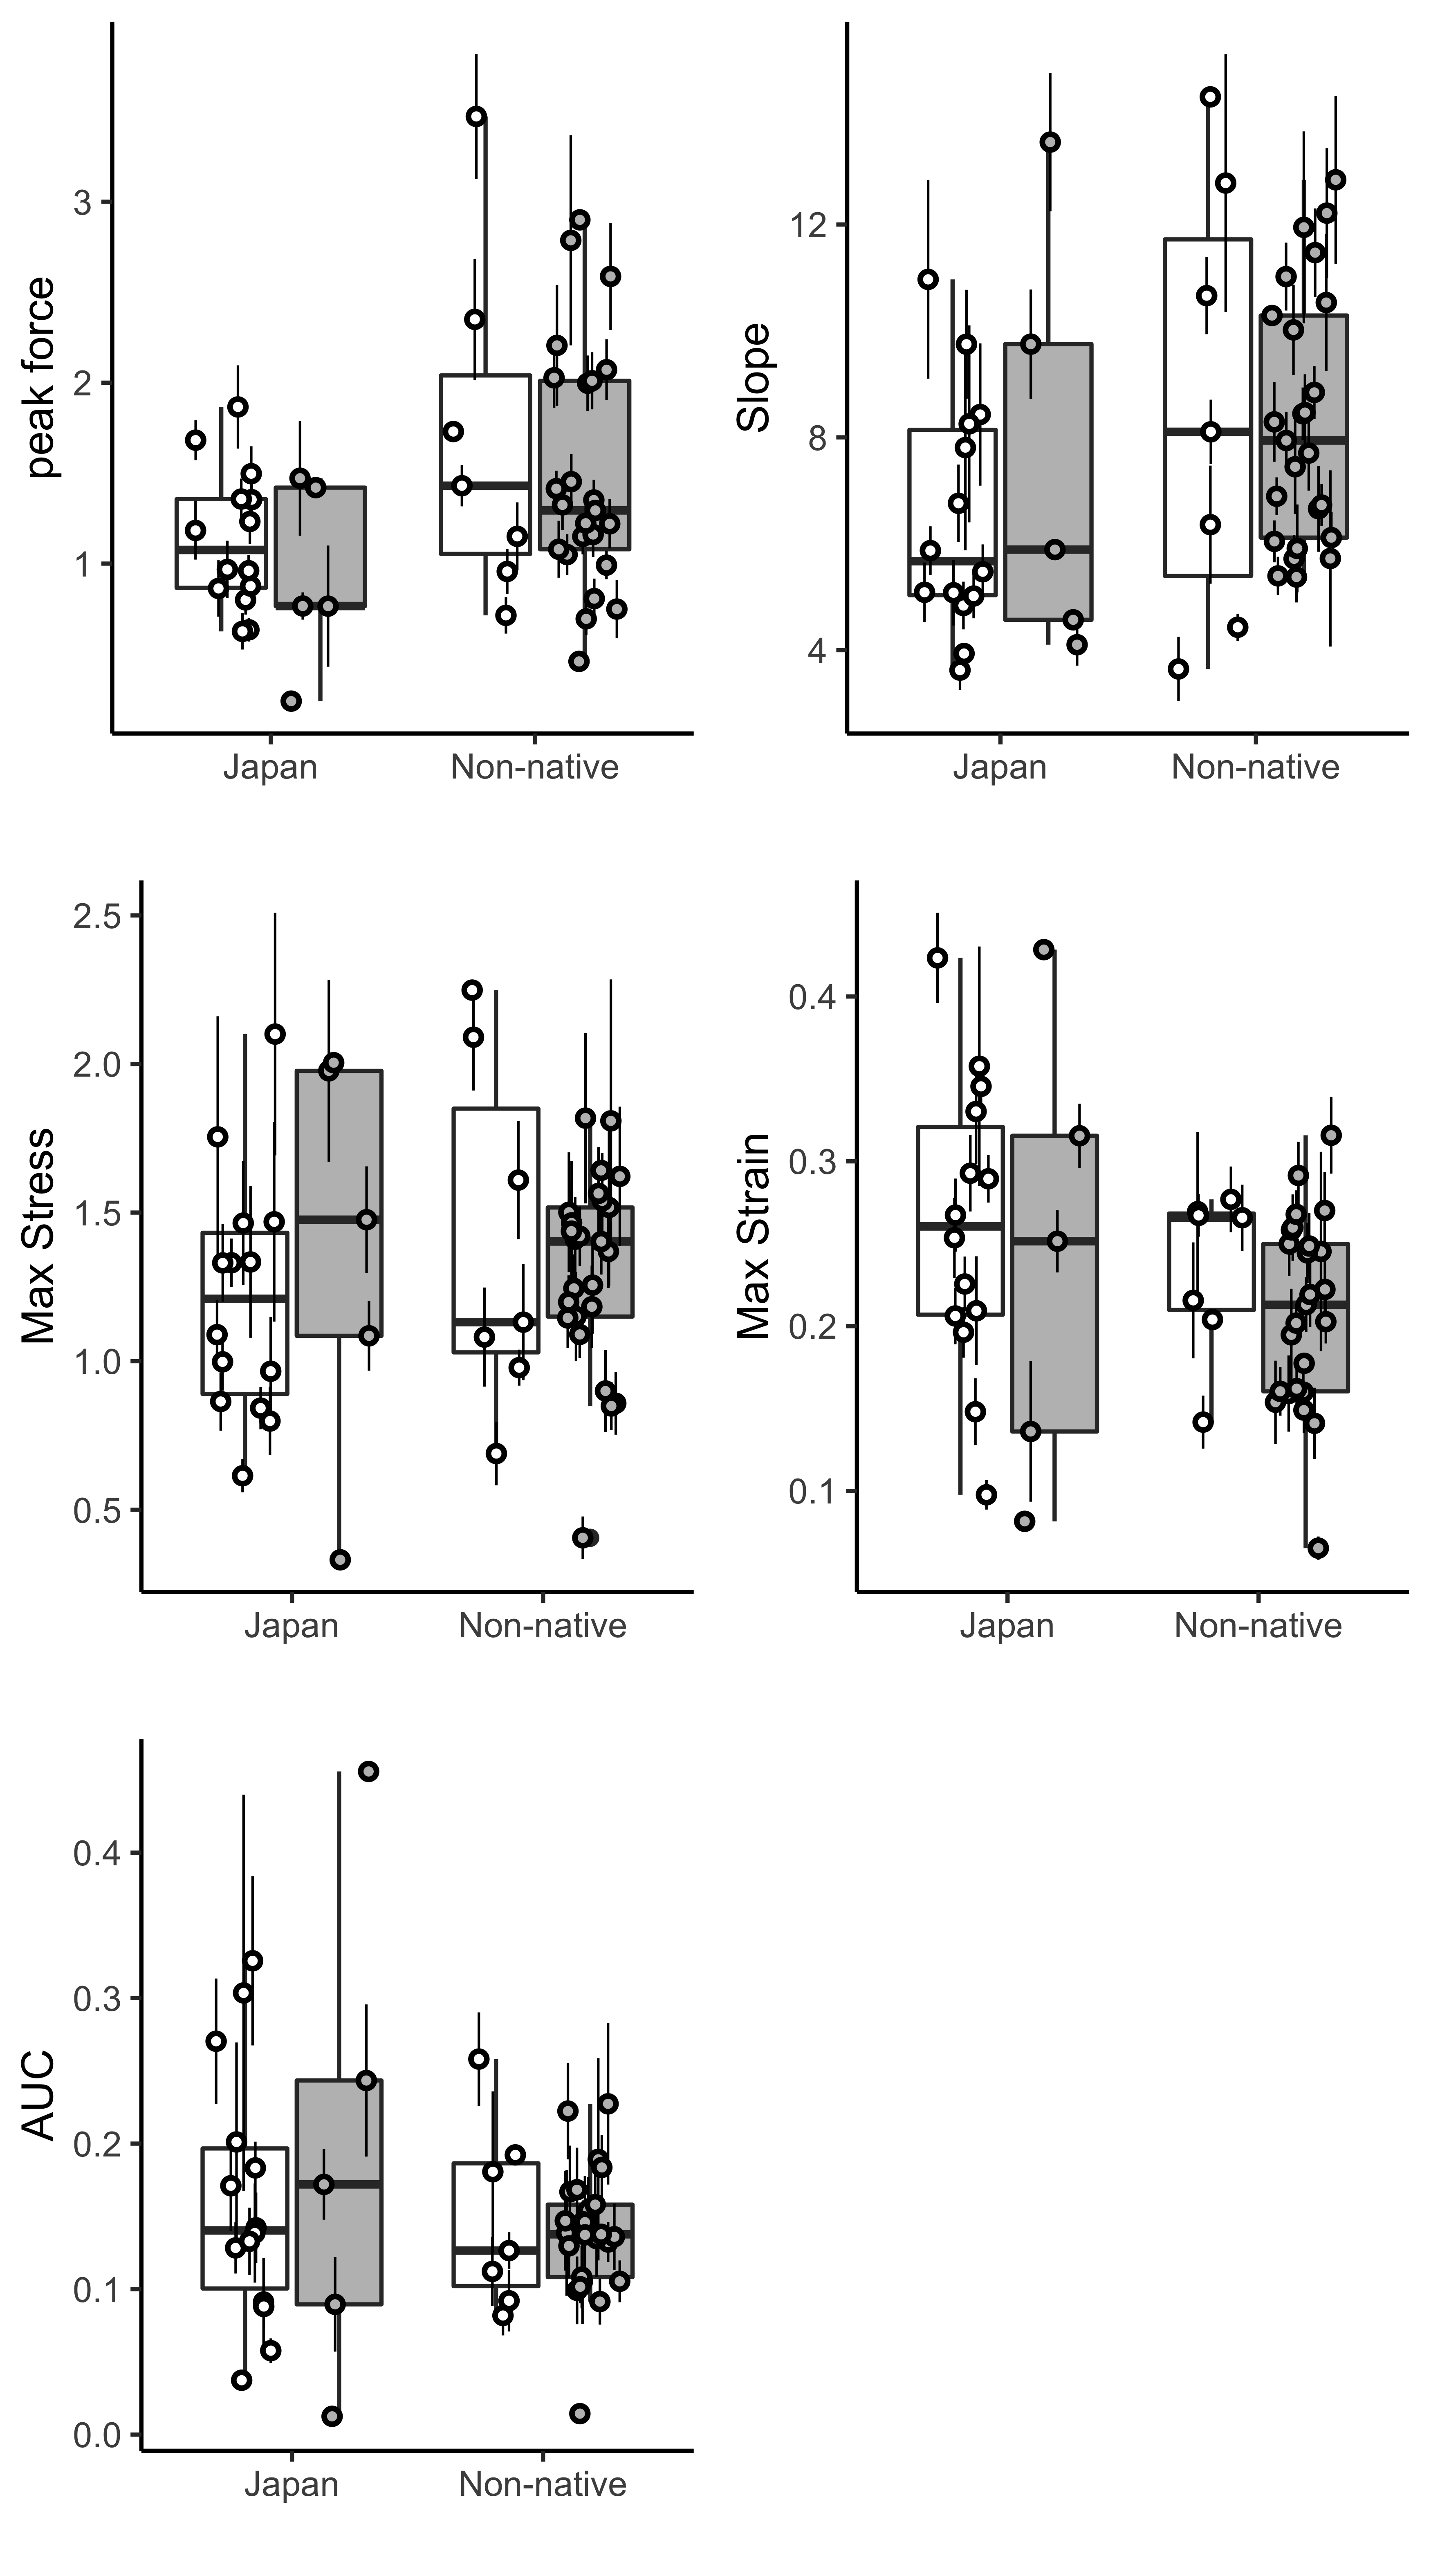 peak force
3
2
1
Japan
Non-native
Slope
12
8
4
Japan
Non-native
Max Stress
2.5
2.0
1.5
1.0
0.5
Japan
Non-native
Max Strain
0.4
0.3
0.2
0.1
Japan
Non-native
AUC
0.4
0.3
0.2
0.1
0.0
Japan
Non-native